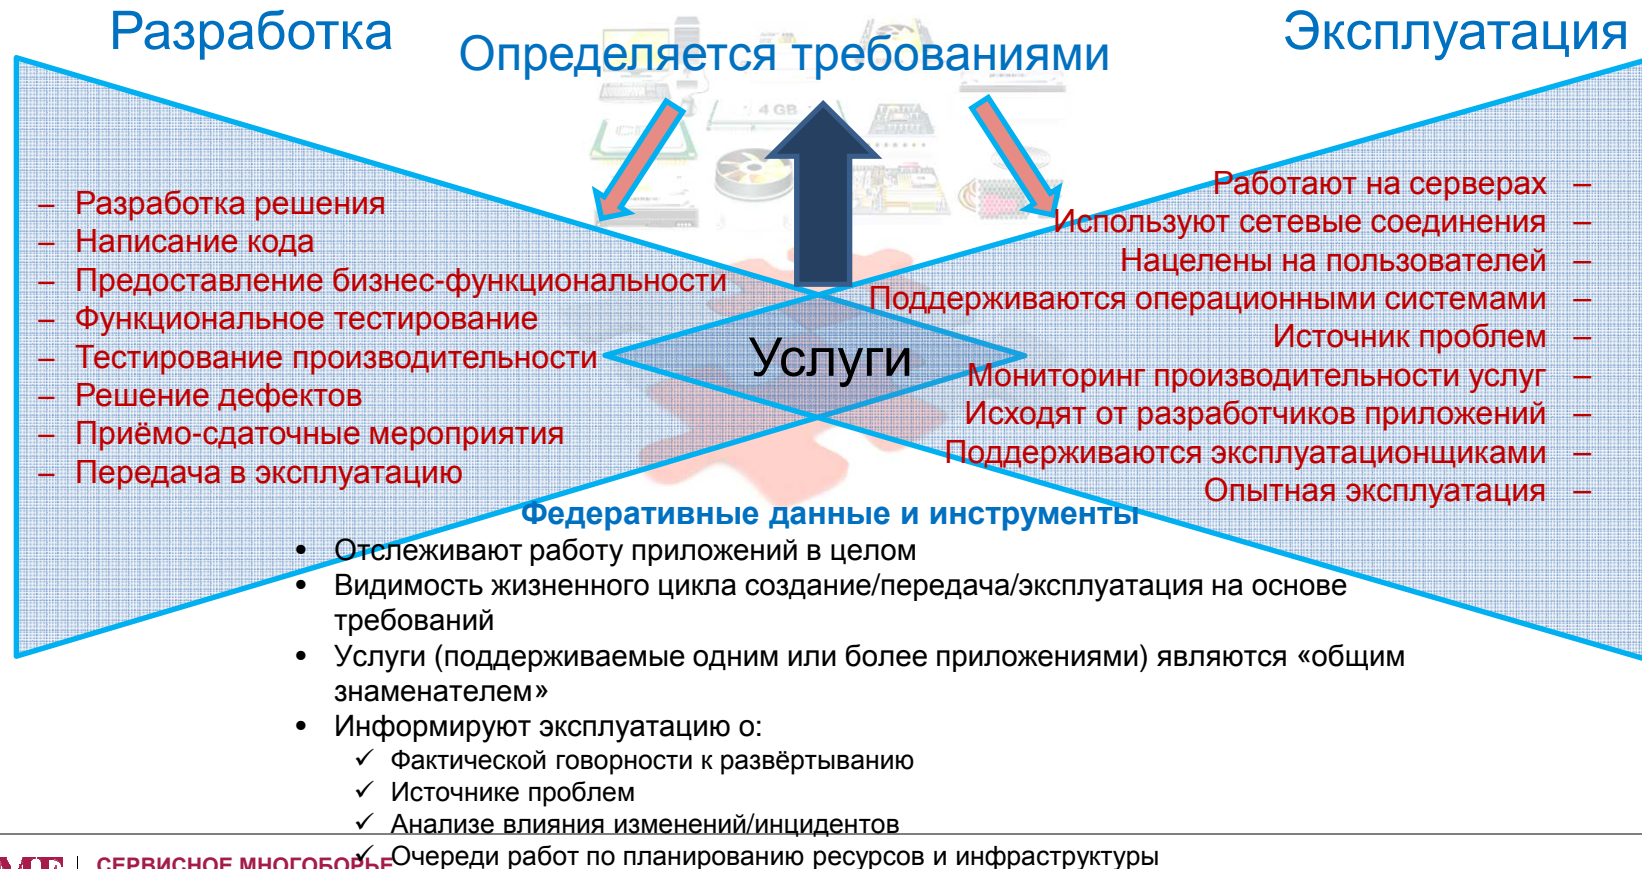 Разработка
Определяется требованиями
Эксплуатация
– Разработка решения
– Написание кода
– Предоставление бизнес-функциональности
– Функциональное тестирование
– Тестирование производительности
– Решение дефектов
– Приёмо-сдаточные мероприятия
– Передача в эксплуатацию
4 GB
Услуги
Работают на серверах –
Используют сетевые соединения –
Нацелены на пользователей –
Поддерживаются операционными системами –
Источник проблем –
Мониторинг производительности услуг –
Исходят от разработчиков приложений –
Поддерживаются эксплуатационщиками –
Опытная эксплуатация –
Федеративные данные и инструменты
• Отслеживают работу приложений в целом
• Видимость жизненного цикла создание/передача/эксплуатация на основе
требований
• Услуги (поддерживаемые одним или более приложениями) являются «общим
знаменателем»
• Информируют эксплуатацию о:
✓ Фактической говорности к развёртыванию
✓ Источнике проблем
✓ Анализе влияния изменений/инцидентов
✓ Очереди работ по планированию ресурсов и инфраструктуры
СЕРВИСНОЕ МНОГОБОРЬЕ